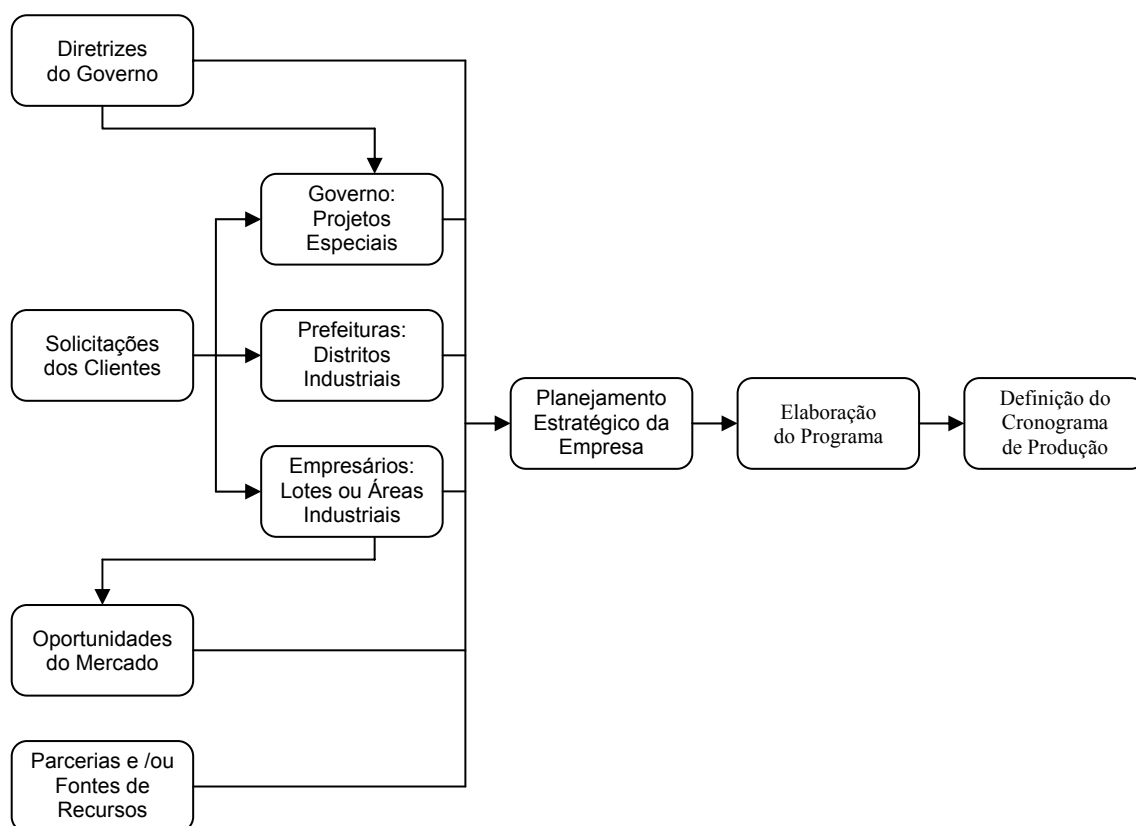 Diretrizes
do Governo
Governo:
Projetos
Especiais
Solicitações
dos Clientes
Prefeituras:
Distritos
Industriais
Empresários:
Lotes ou Áreas
Industriais
Oportunidades
do Mercado
Parcerias e /ou
Fontes de
Recursos
Planejamento
Estratégico da
Empresa
Elaboração
do Programa
Definição do
Cronograma
de Produção